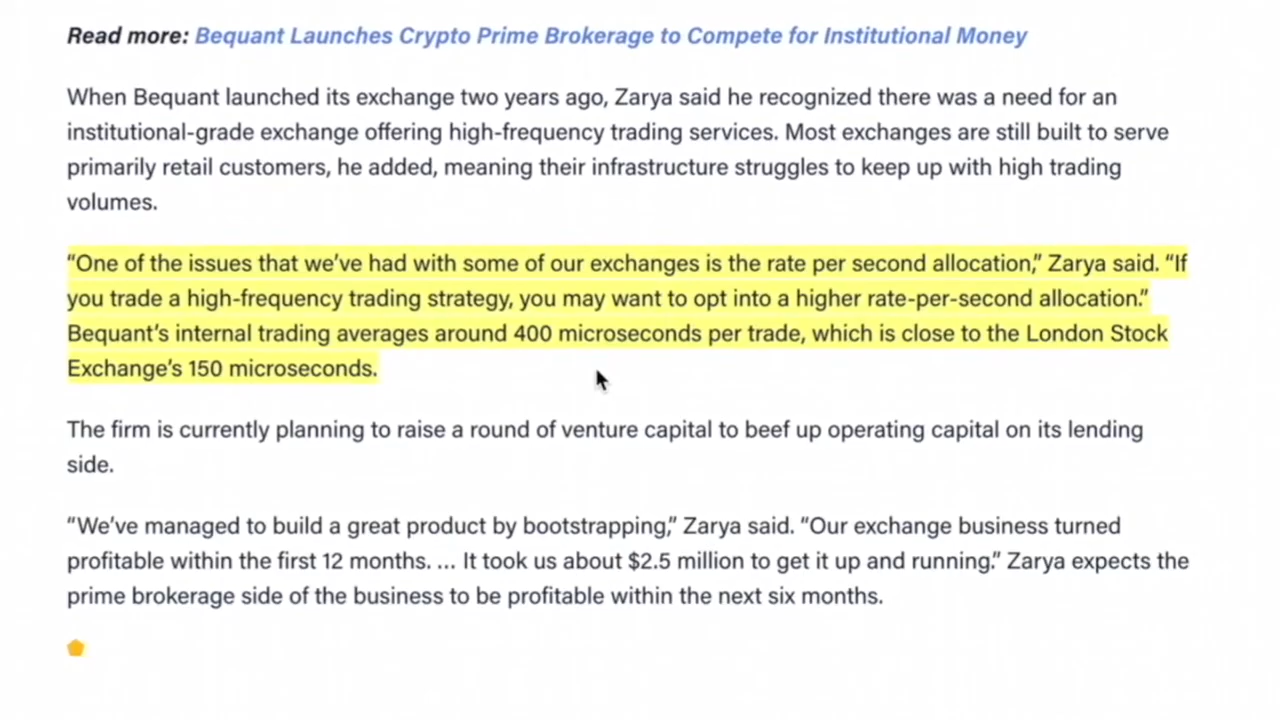 Read more: Bequant Launches Crypto Prime Brokerage to Compete for Institutional Money
When Bequant launched its exchange two years ago, Zarya said he recognized there was a need for an
institutional-grade exchange offering high-frequency trading services. Most exchanges are still built to serve
primarily retail customers, he added, meaning their infrastructure struggles to keep up with high trading
volumes.
“One of the issues that we’ve had with some of our exchanges is the rate per second allocation,” Zarya said. “If
you trade a high-frequency trading strategy, you may want to opt into a higher rate-per-second allocation.”
Bequant’s internal trading averages around 400 microseconds per trade, which is close to the London Stock
Exchange’s 150 microseconds.
The firm is currently planning to raise a round of venture capital to beef up operating capital on its lending
side.
“We’ve managed to build a great product by bootstrapping,” Zarya said. “Our exchange business turned
profitable within the first 12 months. … It took us about $2.5 million to get it up and running.” Zarya expects the
prime brokerage side of the business to be profitable within the next six months.